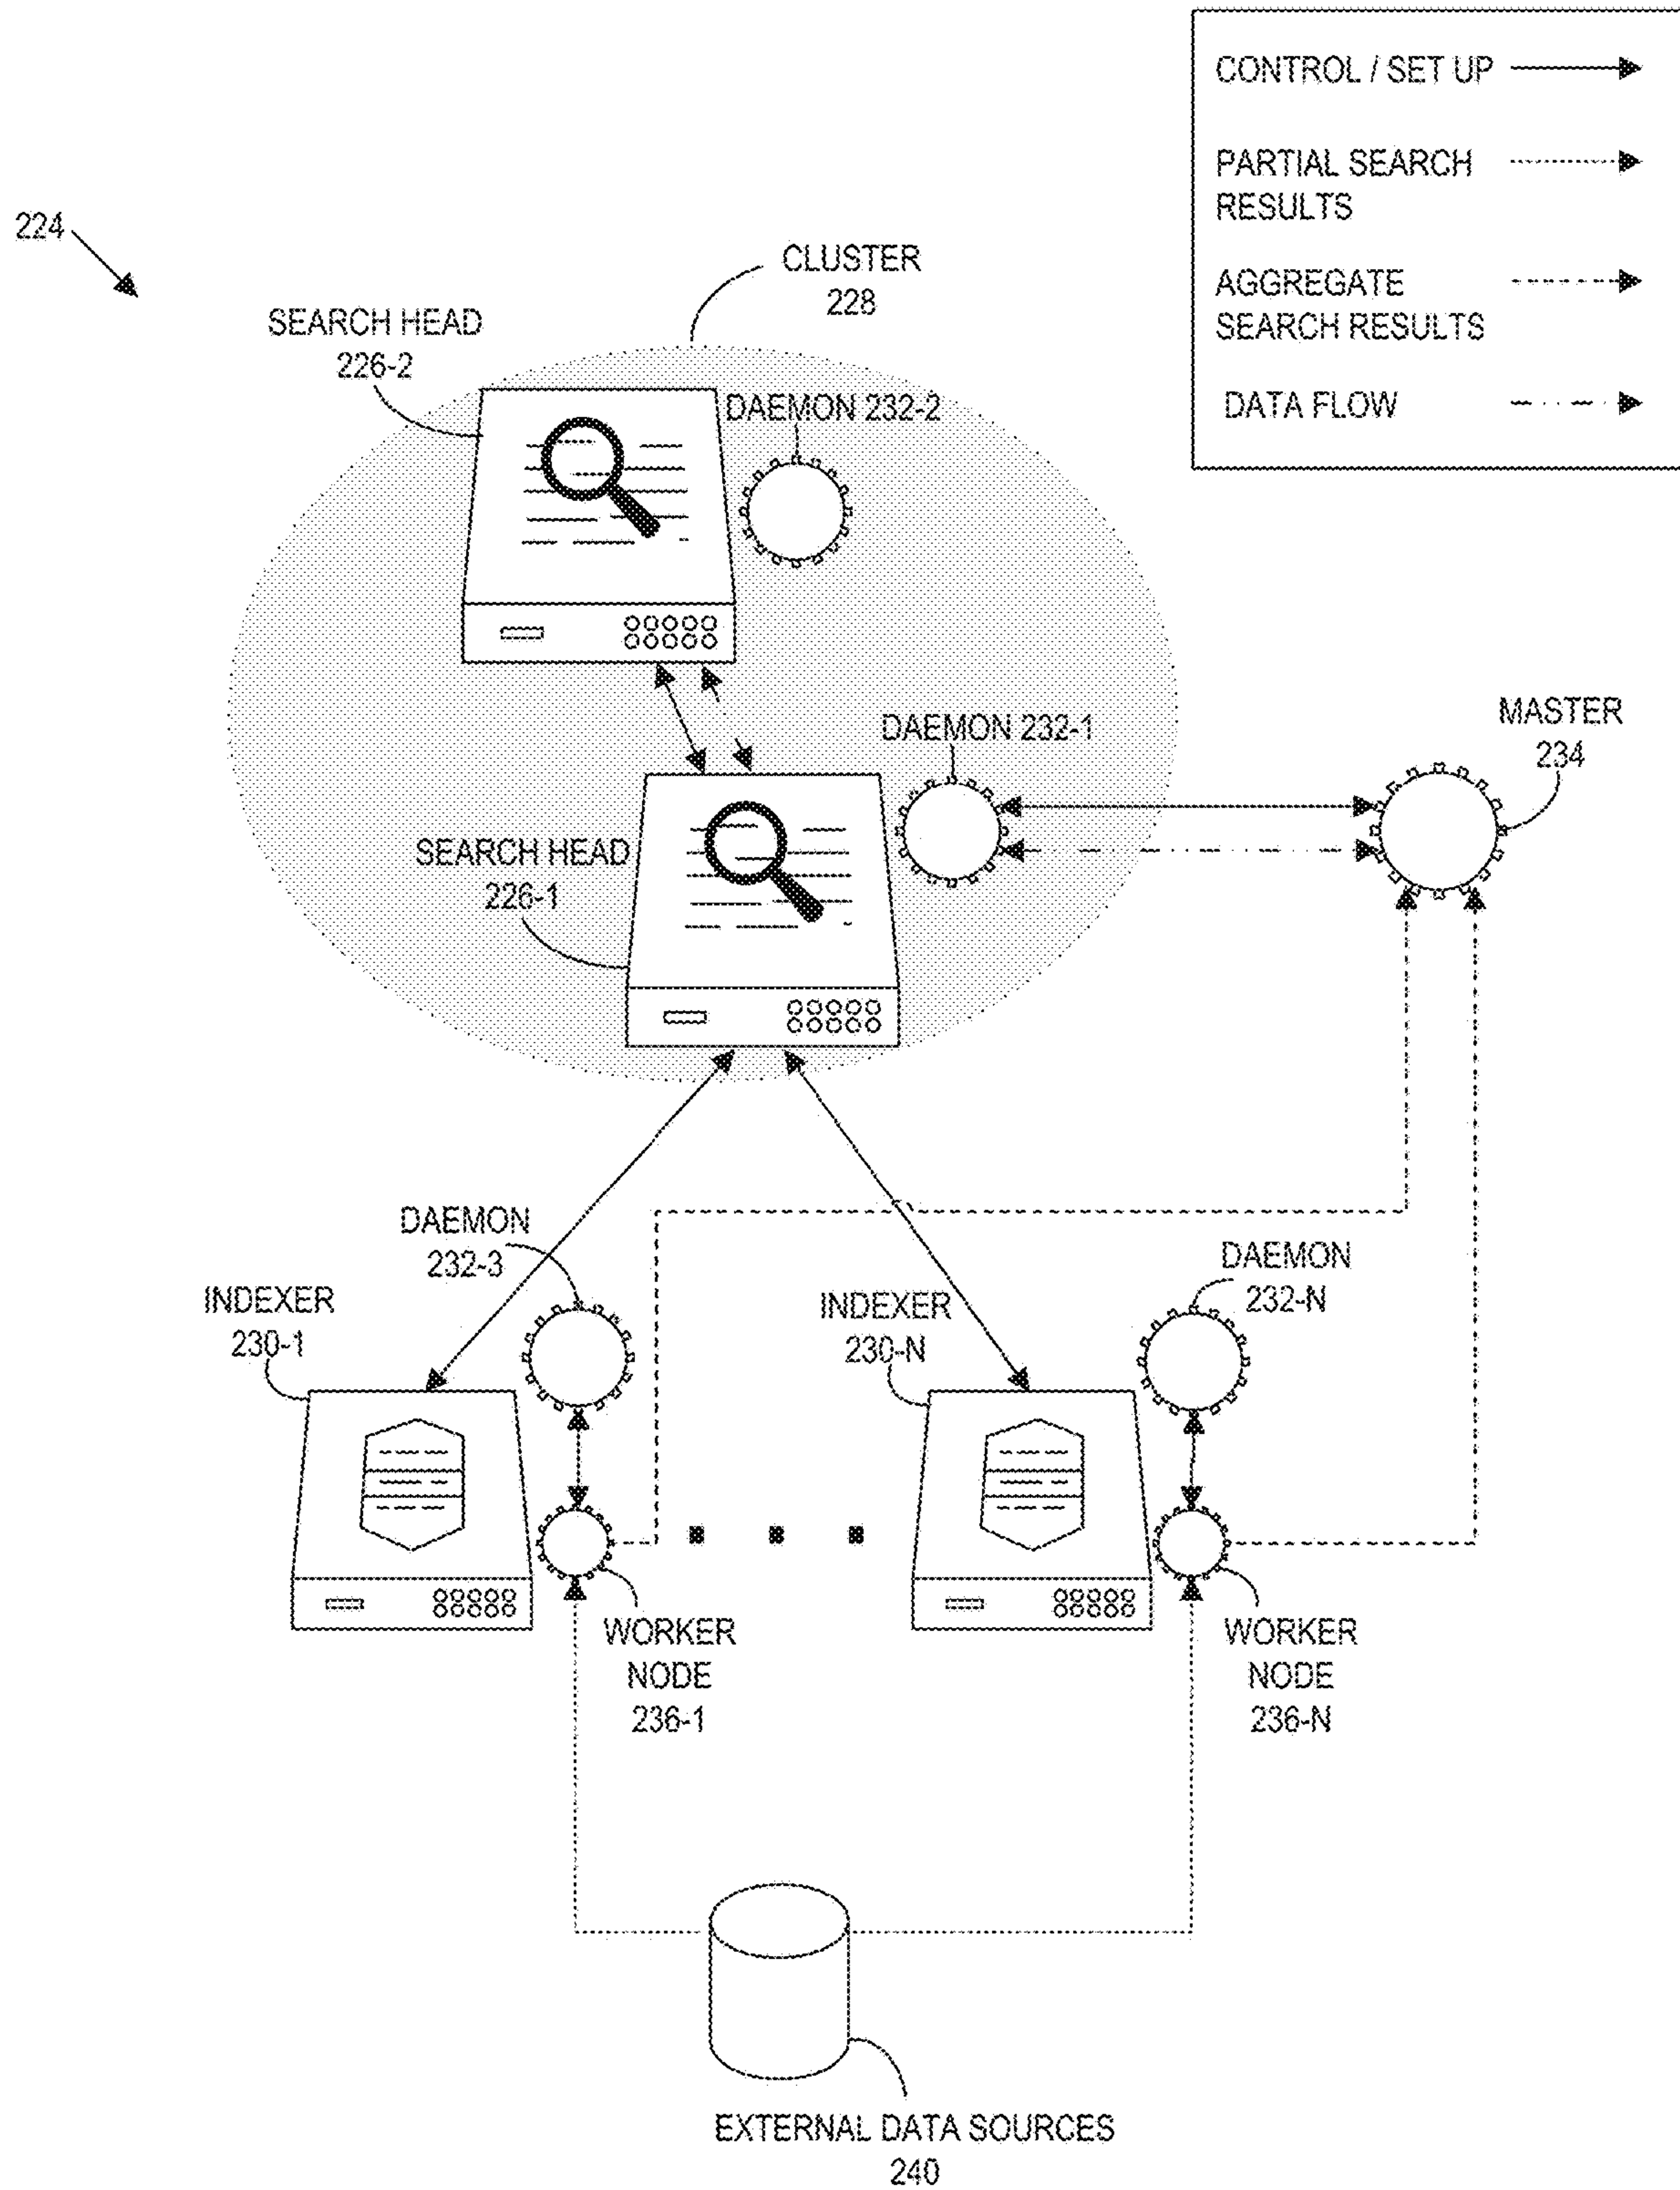 CONTROL / SET UP
PARTIAL SEARCH
RESULTS
AGGREGATE
SEARCH RESULTS
DATA FLOW
224
CLUSTER
228
SEARCH HEAD
226-2
DAEMON 232-2
DAEMON 232-1
MASTER
234
SEARCH HEAD
226-1
DAEMON
232-3
INDEXER
230-1
DAEMON
232-N
INDEXER
230-N
WORKER
NODE
236-1
WORKER
NODE
236-N
EXTERNAL DATA SOURCES
240